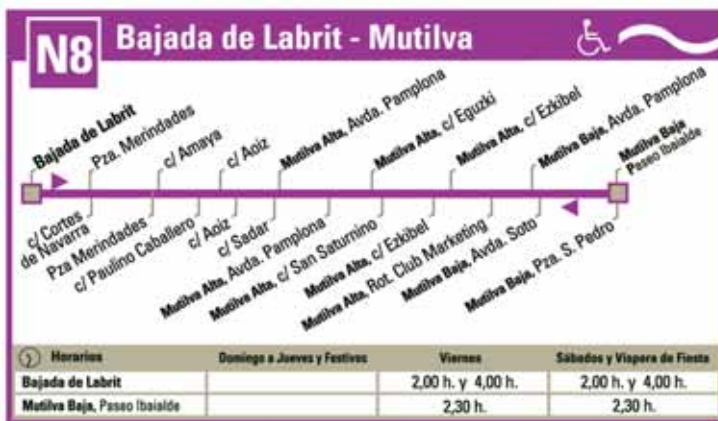 N8
Bajada de Labrit - Mutilva
Bajada de Labrit
Pza. Merindades
c/ Amaya
c/ Aoiz
Mutilva Alta, Avda. Pamplona
Mutilva Alta, c/ Eguzki
Mutilva Alta, c/ Ezkibel
Mutilva Baja, Avda. Pamplona
Mutilva Baja
Paseo Ibaialde
c/ Cortes
de Navarra
Pza Merindades
c/ Paulino Caballero
c/ Aoiz
c/ Sadar
Mutilva Alta, Avda. Pamplona
Mutilva Alta, c/ San Saturnino
Mutilva Alta, c/ Ezkibel
Mutilva Alta, Rot. Club Marketing
Mutilva Baja, Avda. Soto
Mutilva Baja, Pza. S. Pedro
Horarios Domingo a Jueves y Festivos Viernes Sábados y Víspera de Fiesta
Bajada de Labrit 2,00 h. y 4,00 h. 2,00 h. y 4,00 h.
Mutilva Baja, Paseo Ibaialde 2,30 h. 2,30 h.